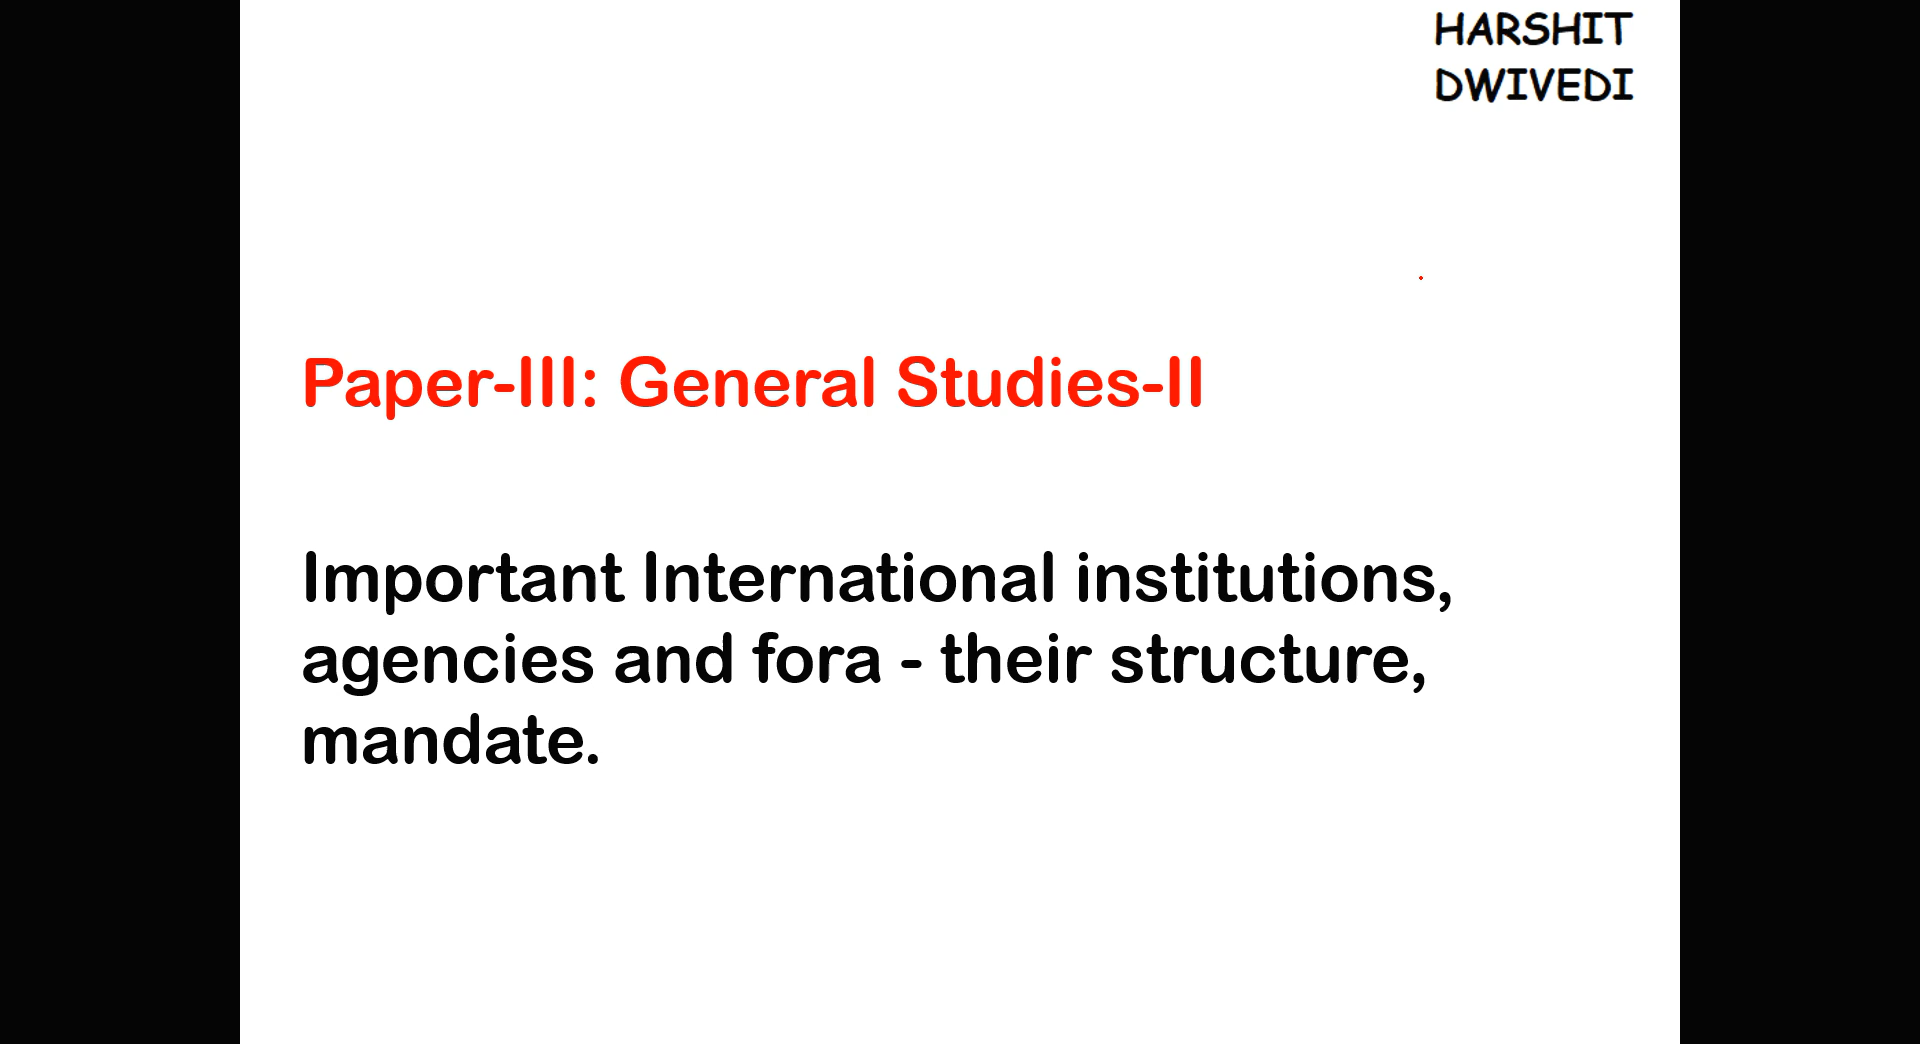 HARSHIT
DWIVEDI
Paper-III: General Studies-II
Important International institutions,
agencies and fora - their structure,
mandate.